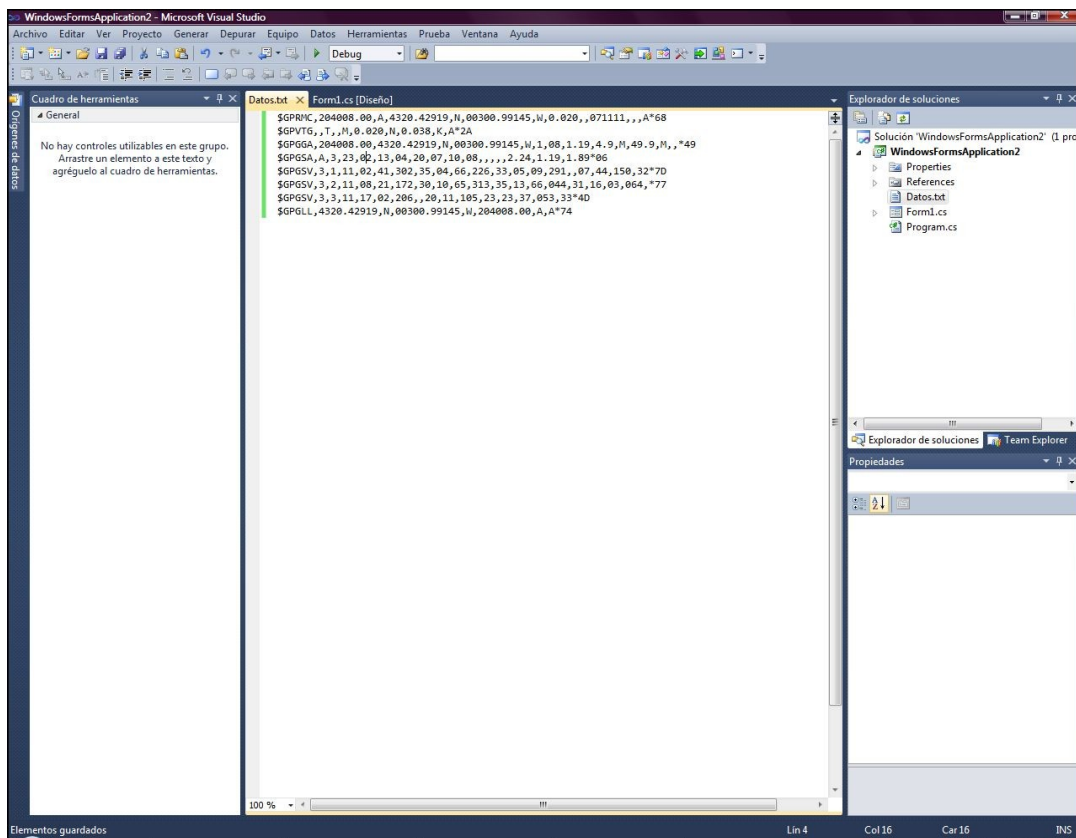 WindowsFormsApplication2 - Microsoft Visual Studio
Archivo Editar Ver Proyecto Generar Depurar Equipo Datos Herramientas Prueba Ventana Ayuda
Debug
Orígenes de datos
Cuadro de herramientas
General
No hay controles utilizables en este grupo.
Arrastre un elemento a este texto y
agréguelo al cuadro de herramientas.
Datos.txt Form1.cs [Diseño]
$GPRMC,204008.00,A,4320.42919,N,00300.99145,W,0.020,,071111,,,A*68
$GPVTG,,T,,M,0.020,N,0.038,K,A*2A
$GPGGA,204008.00,4320.42919,N,00300.99145,W,1,08,1.19,4.9,M,49.9,M,,*49
$GPGSA,A,3,23,02,13,04,20,07,10,08,,,,,2.24,1.19,1.89*06
$GPGSV,3,1,11,02,41,302,35,04,66,226,33,05,09,291,,07,44,150,32*7D
$GPGSV,3,2,11,08,21,172,30,10,65,313,35,13,66,044,31,16,03,064,*77
$GPGSV,3,3,11,17,02,206,,20,11,105,23,23,37,053,33*4D
$GPGLL,4320.42919,N,00300.99145,W,204008.00,A,A*74
100 %
Explorador de soluciones
Solución 'WindowsFormsApplication2' (1 pro
WindowsFormsApplication2
Properties
References
Datos.txt
Form1.cs
Program.cs
Explorador de soluciones Team Explorer
Propiedades
Elementos guardados Lín 4 Col 16 Car 16 INS